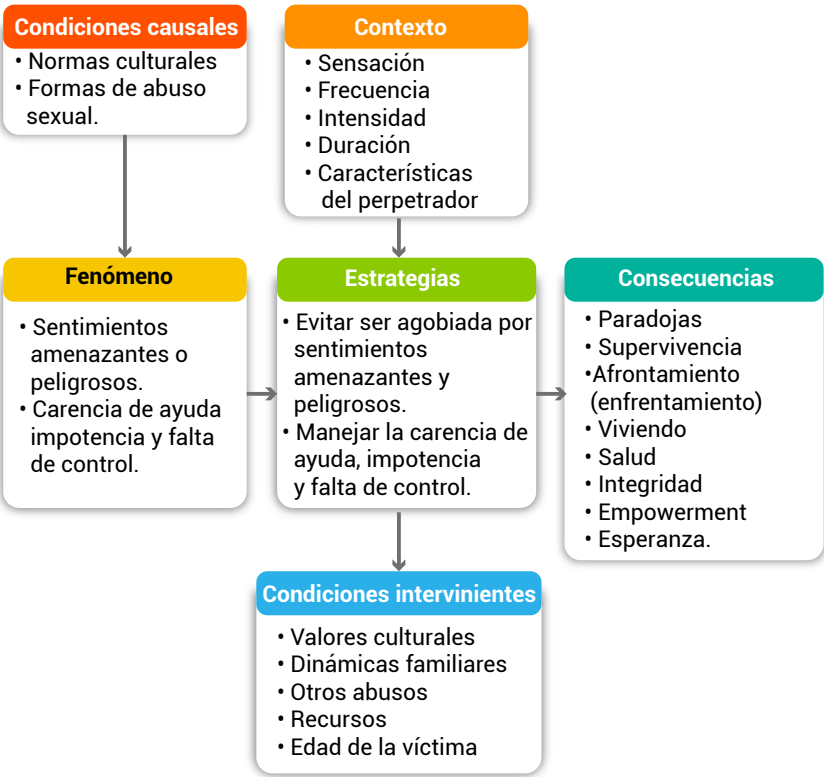 Condiciones causales
• Normas culturales
• Formas de abuso
sexual.
Contexto
• Sensación
• Frecuencia
• Intensidad
• Duración
• Características
del perpetrador
Fenómeno
• Sentimientos
amenazantes o
peligrosos.
• Carencia de ayuda
impotencia y falta
de control.
Estrategias
• Evitar ser agobiada por
sentimientos
amenazantes y
peligrosos.
• Manejar la carencia de
ayuda, impotencia
y falta de control.
Consecuencias
• Paradojas
• Supervivencia
•Afrontamiento
(enfrentamiento)
• Viviendo
• Salud
• Integridad
• Empowerment
• Esperanza.
Condiciones intervinientes
• Valores culturales
• Dinámicas familiares
• Otros abusos
• Recursos
• Edad de la víctima